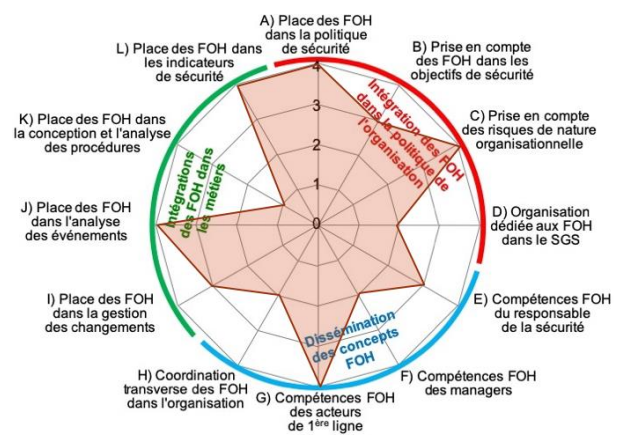 A) Place des FOH
dans la politique
de sécurité
B) Prise en compte
des FOH dans les
objectifs de sécurité
C) Prise en compte
des risques de nature
organisationnelle
D) Organisation
dédiée aux FOH
dans le SGS
E) Compétences FOH
du responsable
de la sécurité
F) Compétences FOH
des managers
G) Compétences FOH
des acteurs
de 1ère ligne
H) Coordination
transverse des FOH
dans l'organisation
I) Place des FOH
dans la gestion
des changements
J) Place des FOH
dans l'analyse
des événements
K) Place des FOH dans
la conception et l'analyse
des procédures
L) Place des FOH dans
les indicateurs
de sécurité
4
3
2
1
0
Intégration des FOH
dans la politique de
l'organisation
Dissémination
des concepts
FOH
Intégrations
des FOH dans
les métiers